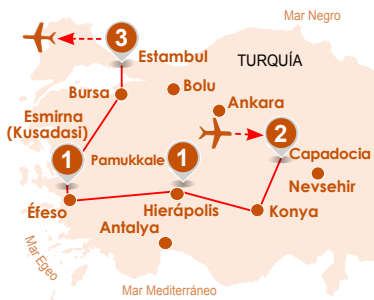 Mar Negro
3
Estambul
TURQUÍA
Bursa
Bolu
Ankara
Esmirna
(Kusadasi)
1
Pamukkale
1
2
Capadocia
Nevsehir
Éfeso
Hierápolis
Konya
Antalya
Mar Egeo
Mar Mediterráneo